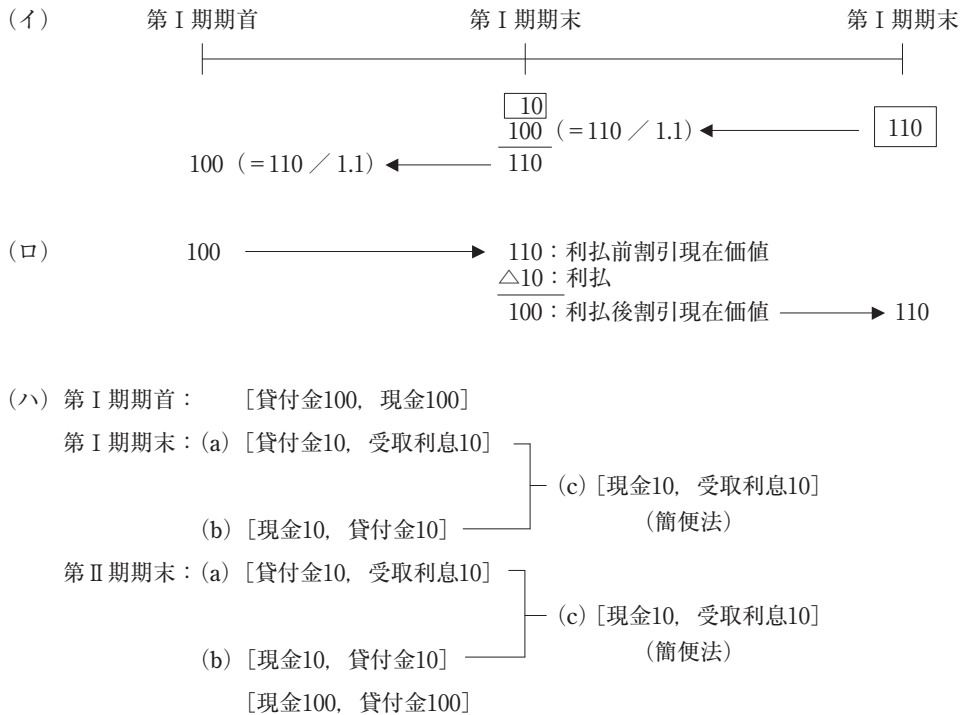 （イ） 第Ⅰ期期首 第Ⅰ期期末 第Ⅰ期期末
10
100（＝110 ／ 1.1） 110
100（＝110 ／ 1.1） 110
（ロ） 100 110：利払前割引現在価値
△10：利払
100：利払後割引現在価値 110
（ハ）第Ⅰ期期首： ［貸付金100，現金100］
第Ⅰ期期末：(a)［貸付金10，受取利息10］
(c)［現金10，受取利息10］
(b)［現金10，貸付金10］ （簡便法）
第Ⅱ期期末：(a)［貸付金10，受取利息10］
(c)［現金10，受取利息10］
(b)［現金10，貸付金10］ （簡便法）
［現金100，貸付金100］